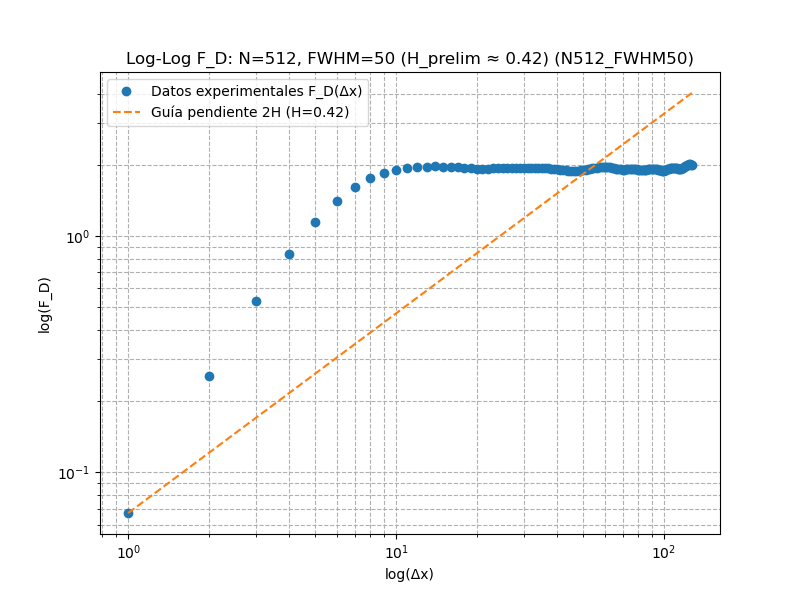 Log-Log F_D: N=512, FWHM=50 (H_prelim ≈ 0.42) (N512_FWHM50)
Datos experimentales F_D(Δx)
Guía pendiente 2H (H=0.42)
log(F_D)
10⁰
10⁻¹
10⁰
10¹
10²
log(Δx)